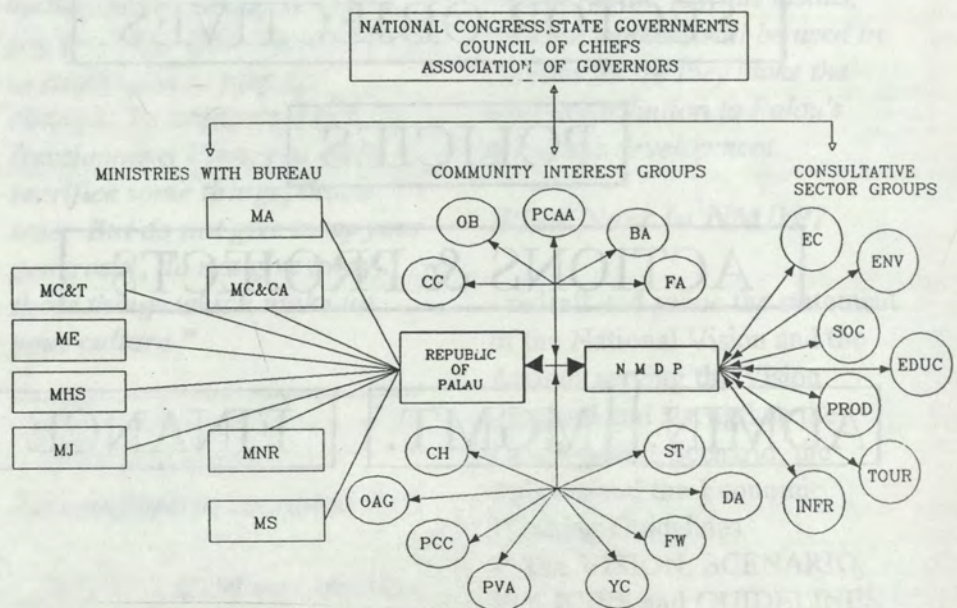 NATIONAL CONGRESS,STATE GOVERNMENTS
COUNCIL OF CHIEFS
ASSOCIATION OF GOVERNORS
MINISTRIES WITH BUREAU
COMMUNITY INTEREST GROUPS
CONSULTATIVE
SECTOR GROUPS
MA
MC&T
MC&CA
ME
MHS
MJ
MNR
MS
OB
PCAA
BA
CC
FA
REPUBLIC
OF
PALAU
N M D P
CH
ST
OAG
DA
PCC
FW
PVA
YC
EC
ENV
SOC
EDUC
PROD
TOUR
INFR